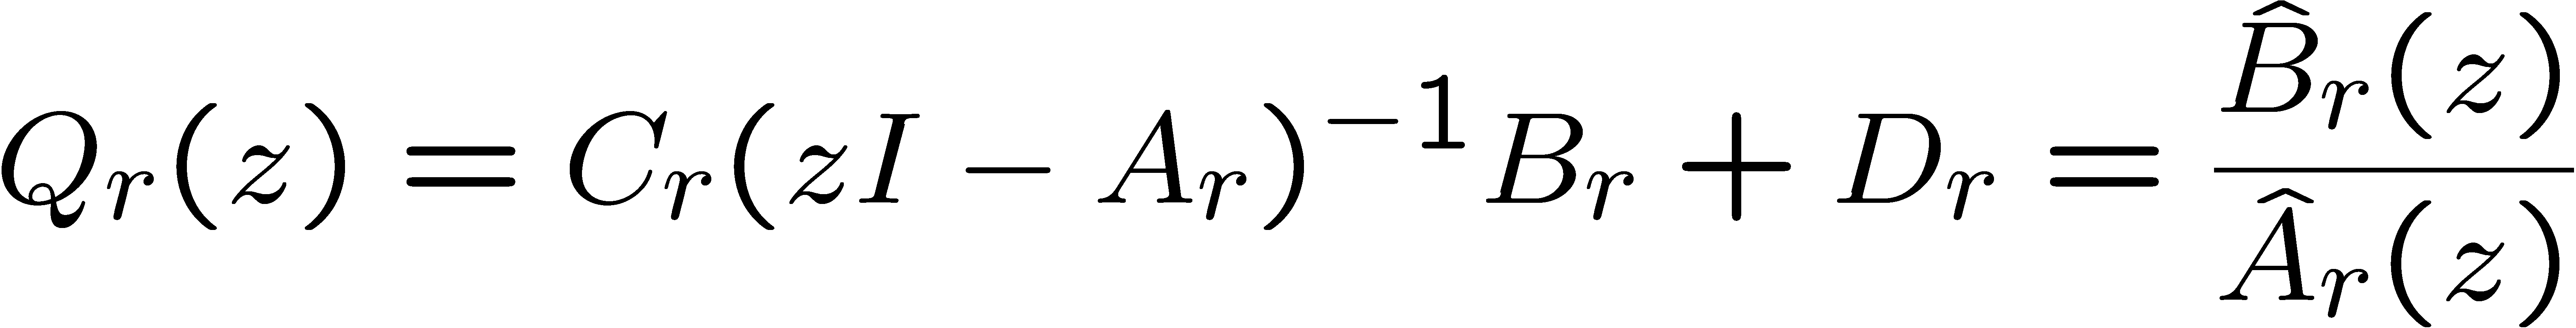 Q_r(z) = C_r(zI − A_r)^{−1}B_r + D_r = \frac{\hat{B}_r(z)}{\hat{A}_r(z)}